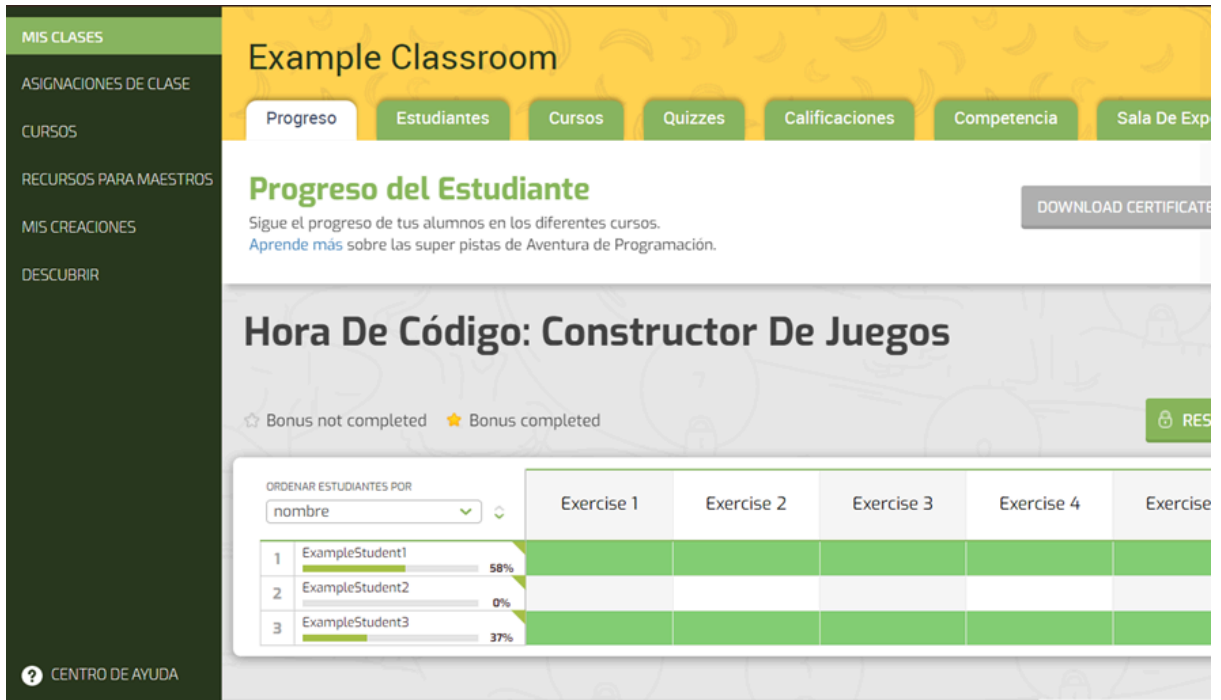 MIS CLASES
ASIGNACIONES DE CLASE
CURSOS
RECURSOS PARA MAESTROS
MIS CREACIONES
DESCUBRIR
CENTRO DE AYUDA
Example Classroom
Progreso Estudiantes Cursos Quizzes Calificaciones Competencia Sala De Exp
Progreso del Estudiante
Sigue el progreso de tus alumnos en los diferentes cursos.
Aprende más sobre las super pistas de Aventura de Programación.
DOWNLOAD CERTIFICATE
Hora De Código: Constructor De Juegos
Bonus not completed Bonus completed
RES
ORDENAR ESTUDIANTES POR
nombre
Exercise 1 Exercise 2 Exercise 3 Exercise 4 Exercise
1 ExampleStudent1 58%
2 ExampleStudent2 0%
3 ExampleStudent3 37%